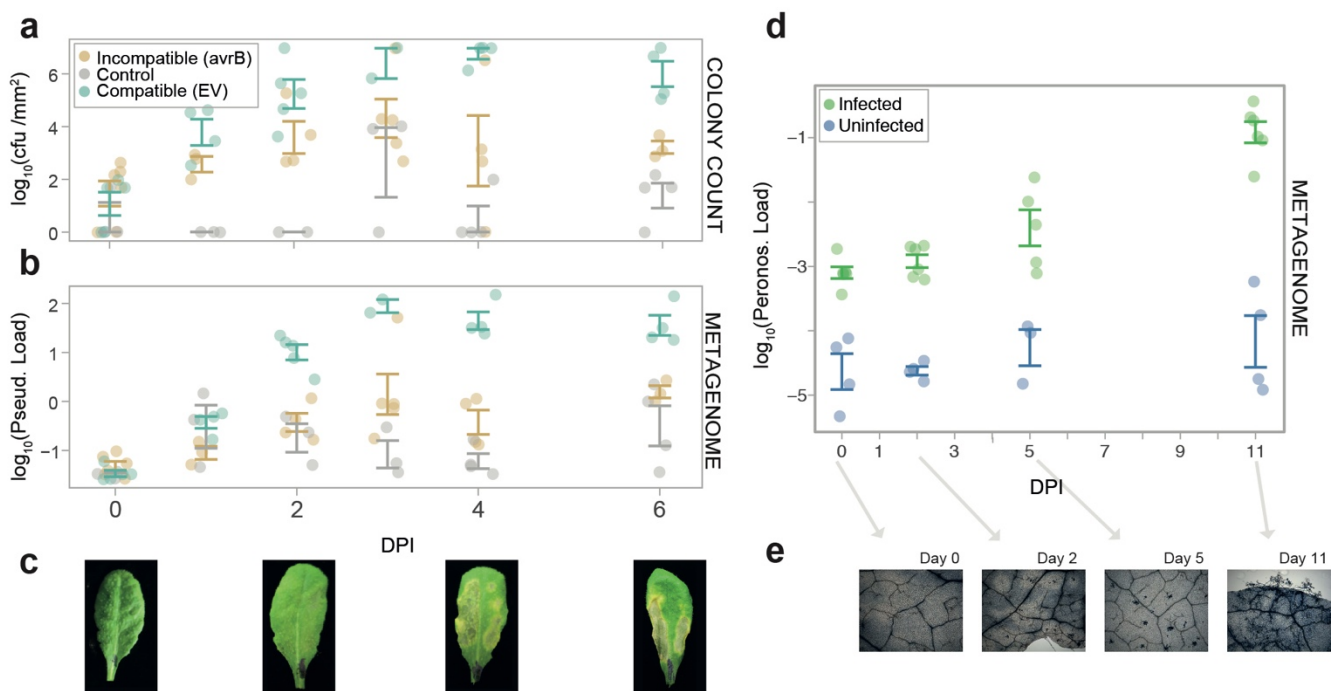 a
Incompatible (avrB)
Control
Compatible (EV)
6
4
2
0
log10(cfu /mm²)
COLONY COUNT
b
2
1
0
−1
log10(Pseud. Load)
METAGENOME
0 2 4 6
DPI
c
d
Infected
Uninfected
−1
−3
−5
log10(Peronos. Load)
METAGENOME
0 1 3 5 7 9 11
DPI
e
Day 0 Day 2 Day 5 Day 11